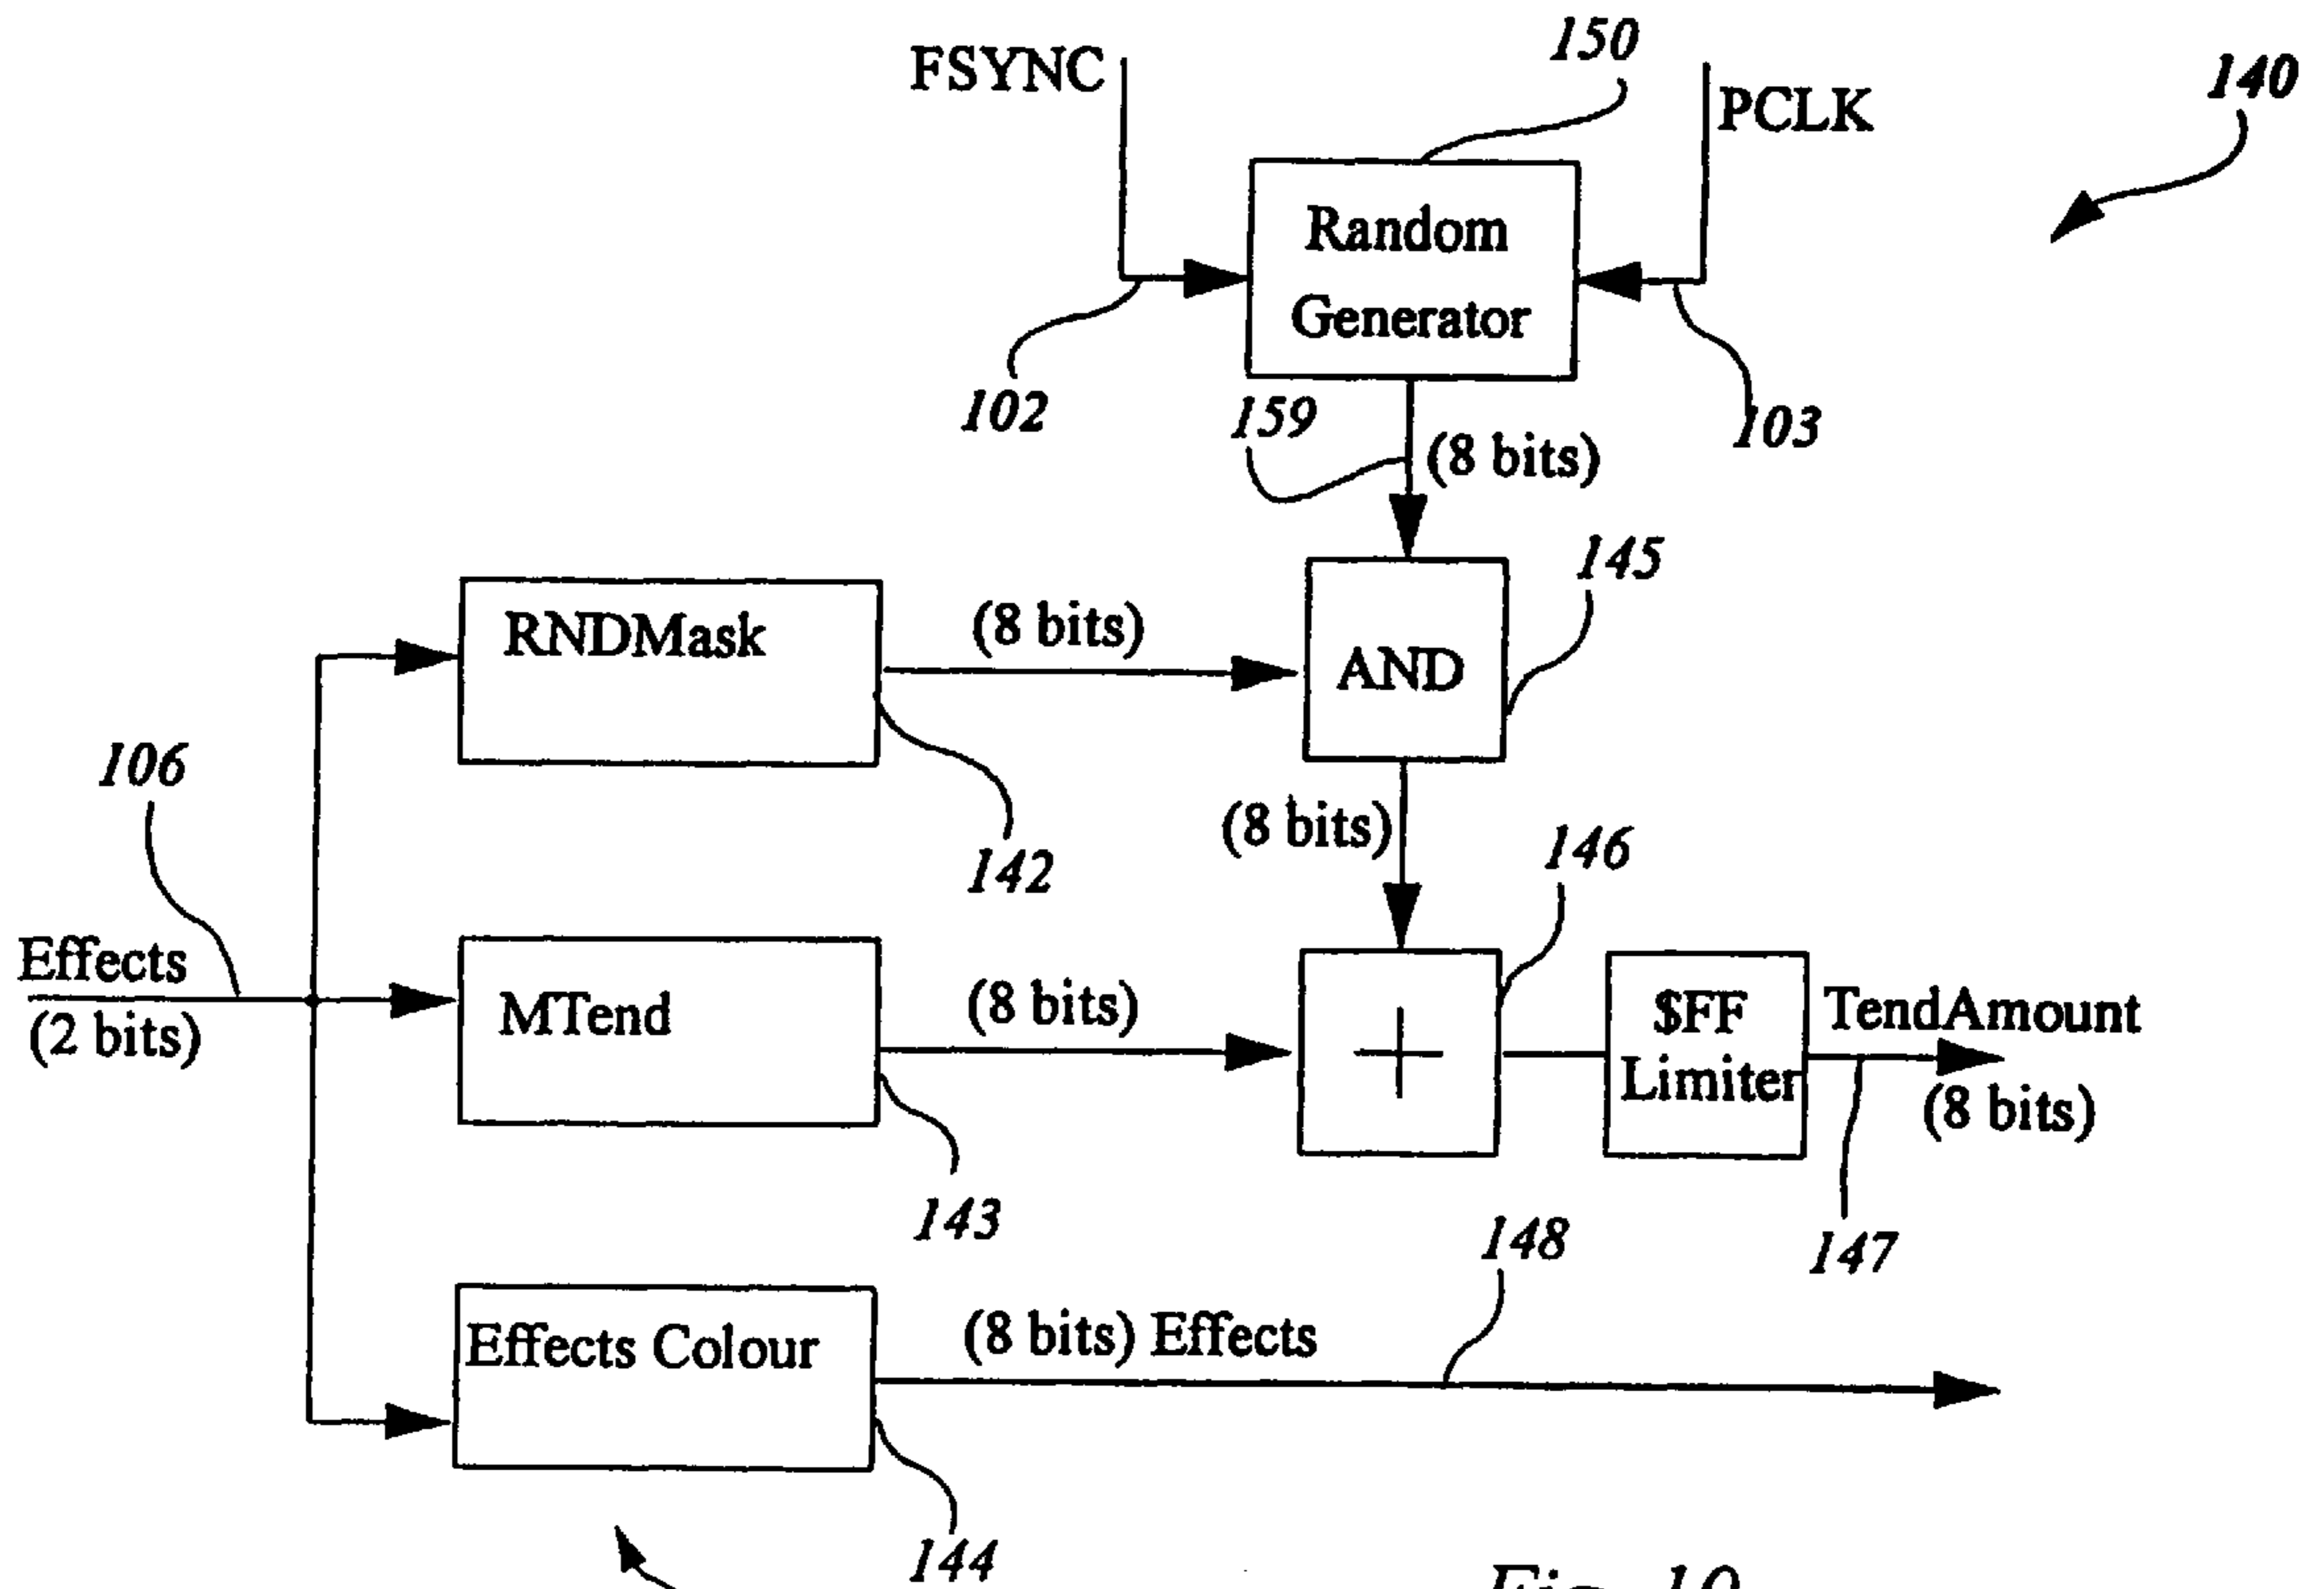 FSYNC
150
PCLK
140
Random
Generator
102
159
(8 bits)
103
RNDMask
(8 bits)
AND
145
106
142
(8 bits)
146
Effects
(2 bits)
MTend
(8 bits)
$FF
Limiter
TendAmount
(8 bits)
143
148
147
Effects Colour
(8 bits) Effects
144